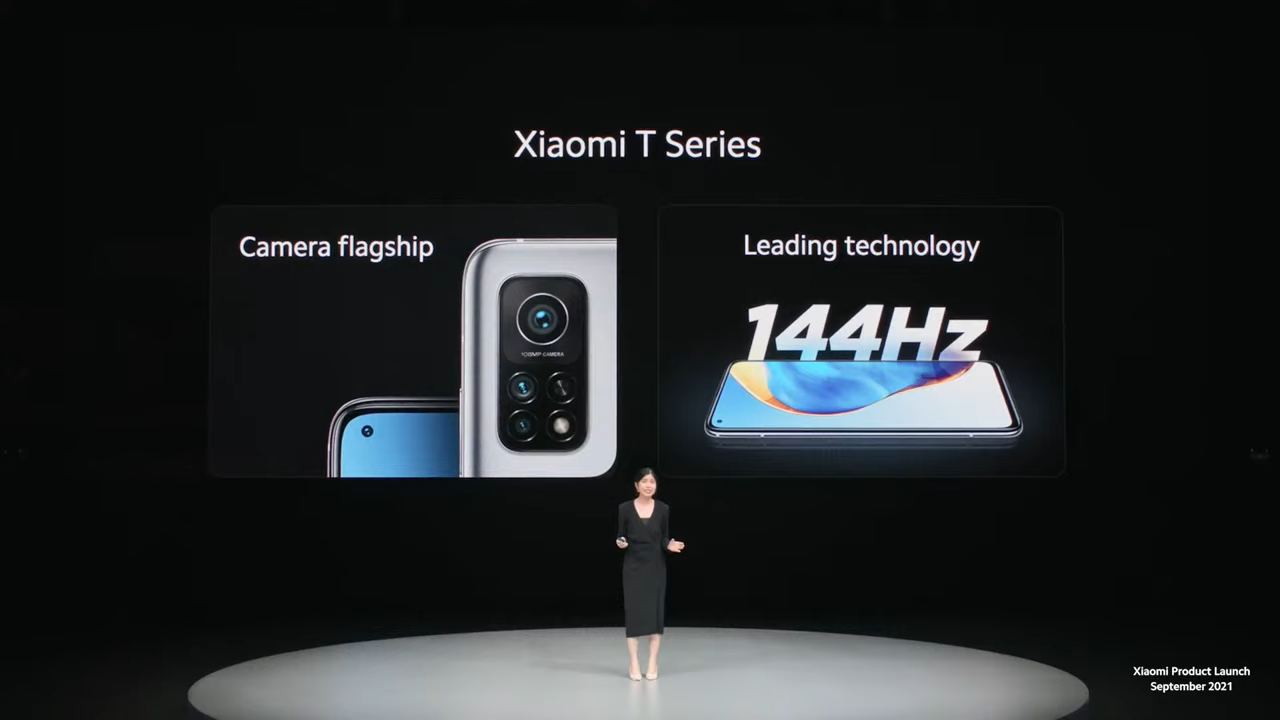 Xiaomi T Series
Camera flagship
108MP CAMERA
Leading technology
144Hz
Xiaomi Product Launch
September 2021